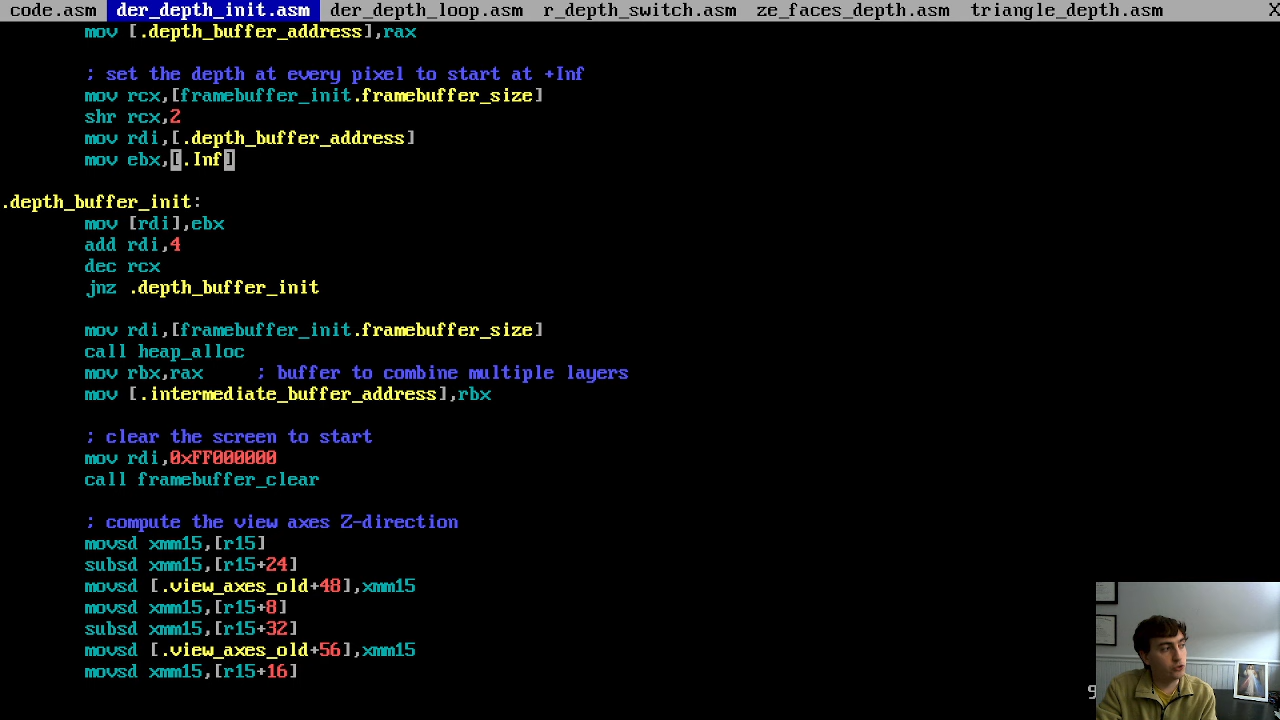 code.asm der_depth_init.asm der_depth_loop.asm r_depth_switch.asm ze_faces_depth.asm triangle_depth.asm X
mov [.depth_buffer_address],rax
; set the depth at every pixel to start at +Inf
mov rcx,[framebuffer_init.framebuffer_size]
shr rcx,2
mov rdi,[.depth_buffer_address]
mov ebx,[.Inf]
.depth_buffer_init:
mov [rdi],ebx
add rdi,4
dec rcx
jnz .depth_buffer_init
mov rdi,[framebuffer_init.framebuffer_size]
call heap_alloc
mov rbx,rax ; buffer to combine multiple layers
mov [.intermediate_buffer_address],rbx
; clear the screen to start
mov rdi,0xFF000000
call framebuffer_clear
; compute the view axes Z-direction
movsd xmm15,[r15]
subsd xmm15,[r15+24]
movsd [.view_axes_old+48],xmm15
movsd xmm15,[r15+8]
subsd xmm15,[r15+32]
movsd [.view_axes_old+56],xmm15
movsd xmm15,[r15+16]